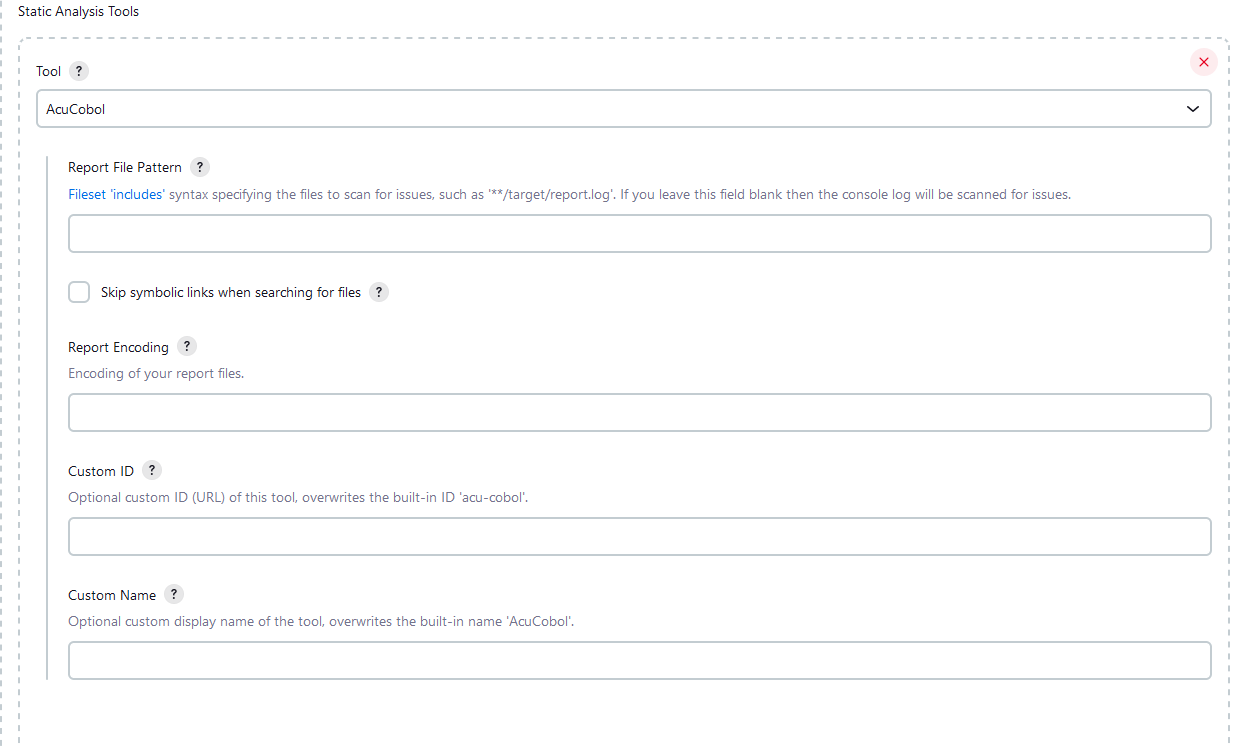 Static Analysis Tools
Tool ?
AcuCobol
Report File Pattern ?
Fileset 'includes' syntax specifying the files to scan for issues, such as '**/target/report.log'. If you leave this field blank then the console log will be scanned for issues.
Skip symbolic links when searching for files ?
Report Encoding ?
Encoding of your report files.
Custom ID ?
Optional custom ID (URL) of this tool, overwrites the built-in ID 'acu-cobol'.
Custom Name ?
Optional custom display name of the tool, overwrites the built-in name 'AcuCobol'.